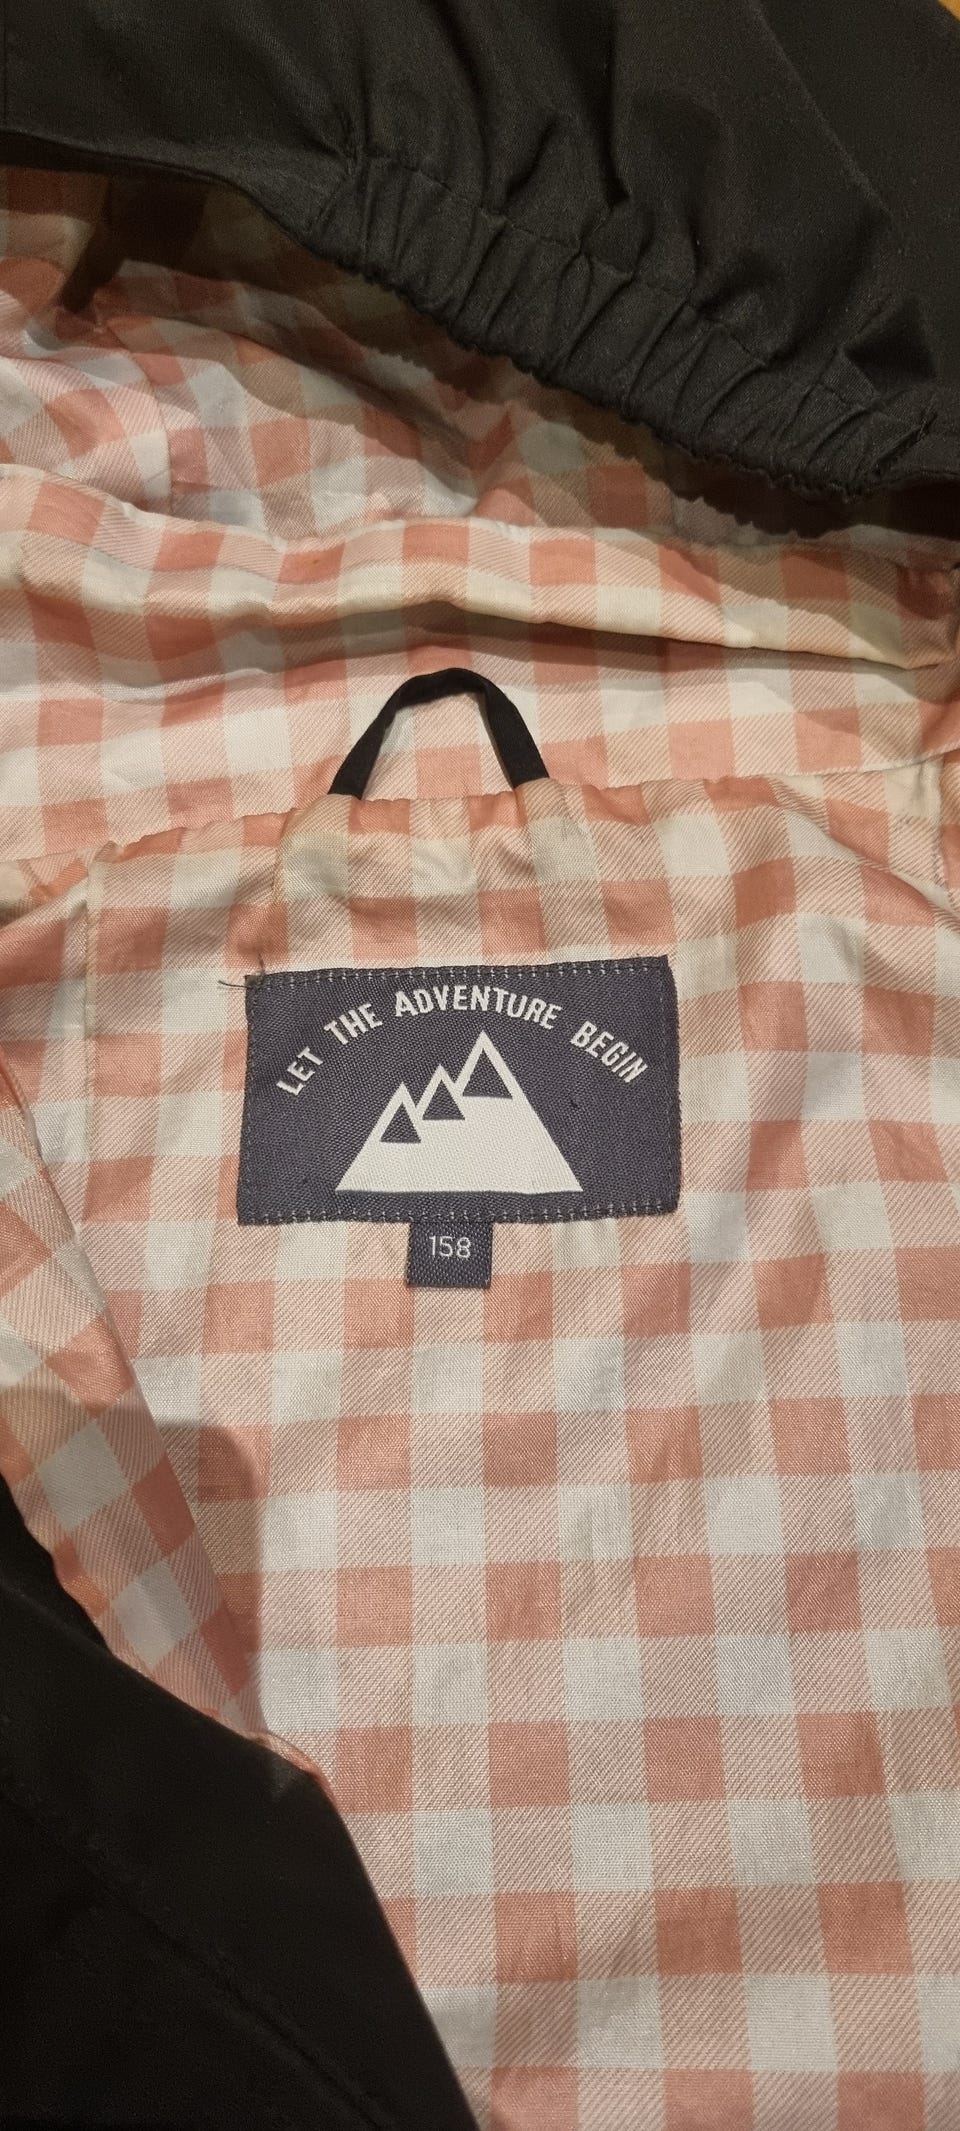 LET THE ADVENTURE BEGIN
158